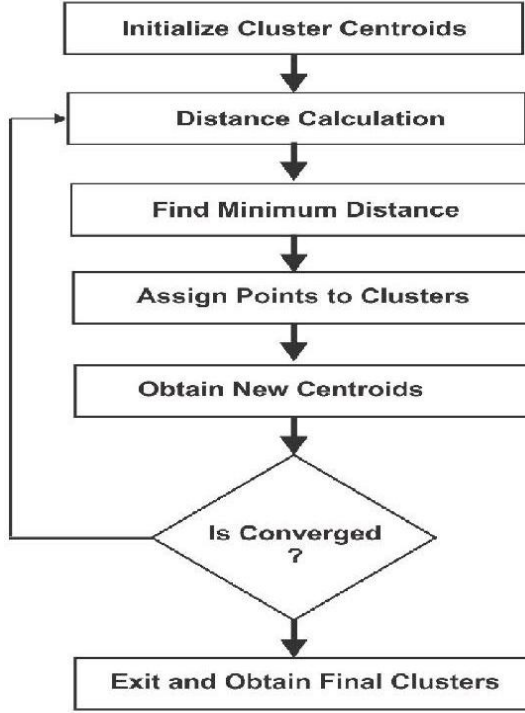 Initialize Cluster Centroids
Distance Calculation
Find Minimum Distance
Assign Points to Clusters
Obtain New Centroids
Is Converged
?
Exit and Obtain Final Clusters